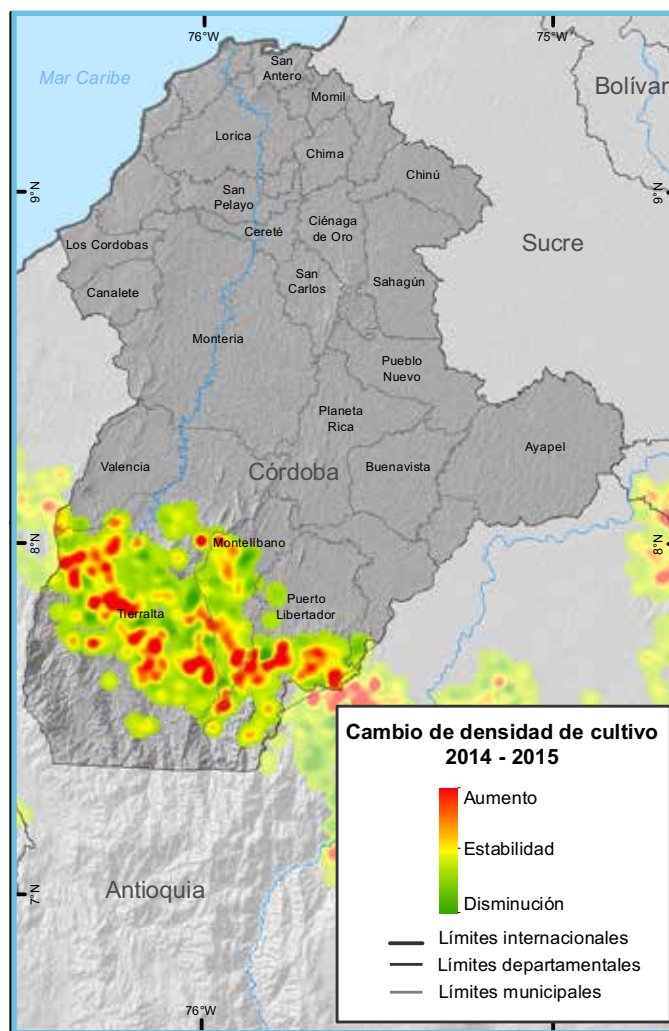 76°W
75°W
Mar Caribe
San
Antero
Bolívar
Momil
Lorica
Chima
Chinú
9°N
9°N
San
Pelayo
Ciénaga
de Oro
Cereté
Sucre
Los Cordobas
San
Carlos
Sahagún
Canalete
Monteria
Pueblo
Nuevo
Planeta
Rica
Ayapel
Valencia
Córdoba
Buenavista
8°N
8°N
Montelíbano
Puerto
Libertador
Tierralta
Cambio de densidad de cultivo
2014 - 2015
Aumento
Estabilidad
Disminución
Límites internacionales
Límites departamentales
Límites municipales
7°N
Antioquia
76°W